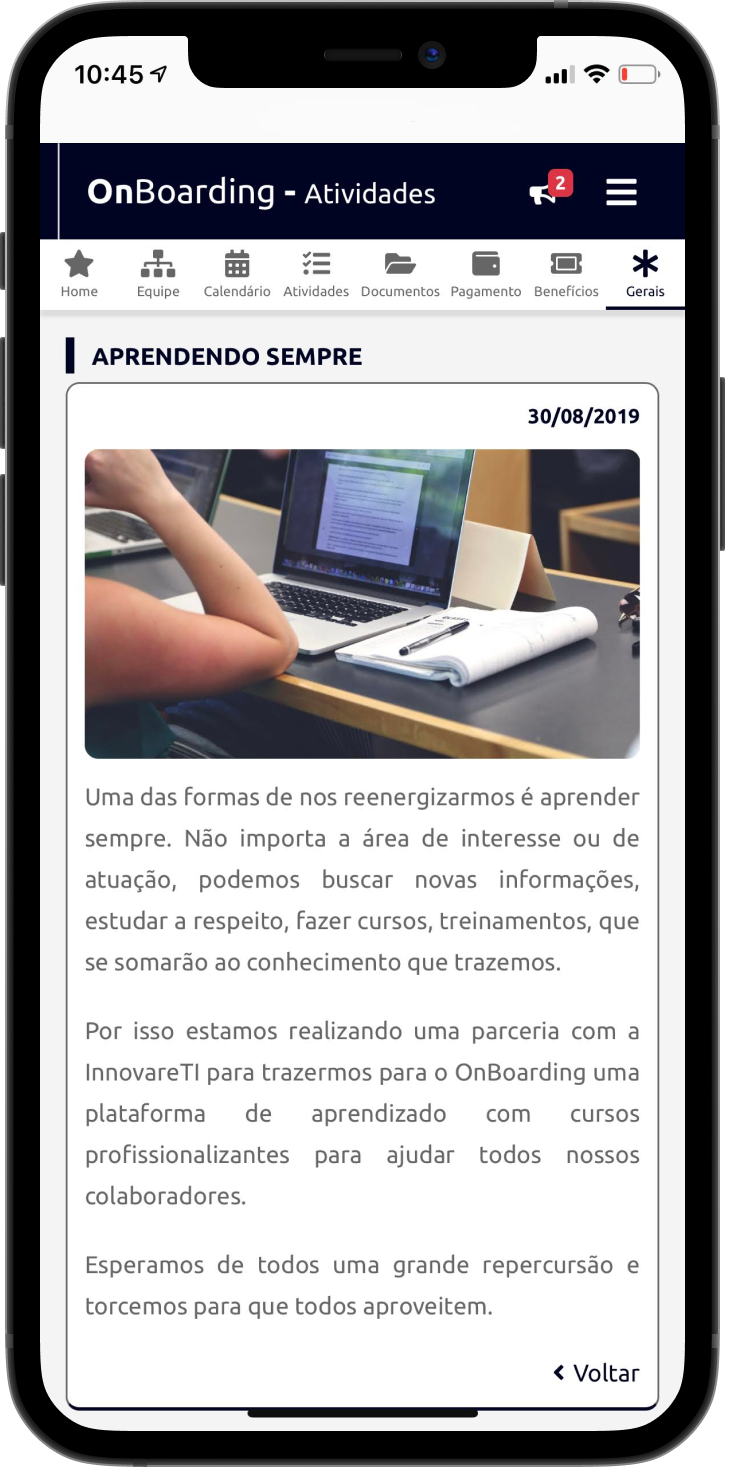 10:45
OnBoarding - Atividades
2
Home Equipe Calendário Atividades Documentos Pagamento Benefícios Gerais
APRENDENDO SEMPRE
30/08/2019
Uma das formas de nos reenergizarmos é aprender
sempre. Não importa a área de interesse ou de
atuação, podemos buscar novas informações,
estudar a respeito, fazer cursos, treinamentos, que
se somarão ao conhecimento que trazemos.
Por isso estamos realizando uma parceria com a
InnovareTI para trazermos para o OnBoarding uma
plataforma de aprendizado com cursos
profissionalizantes para ajudar todos nossos
colaboradores.
Esperamos de todos uma grande repercursão e
torcemos para que todos aproveitem.
Voltar